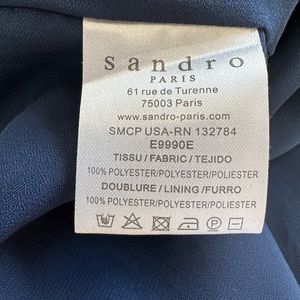 sandro
PARIS
61 rue de Turenne
75003 Paris
www.sandro-paris.com
SMCP USA-RN 132784
E9990E
TISSU / FABRIC / TEJIDO
100% POLYESTER/POLYESTER/POLIESTER
DOUBLURE / LINING /FURRO
100% POLYESTER/POLYESTER/POLIESTER
P